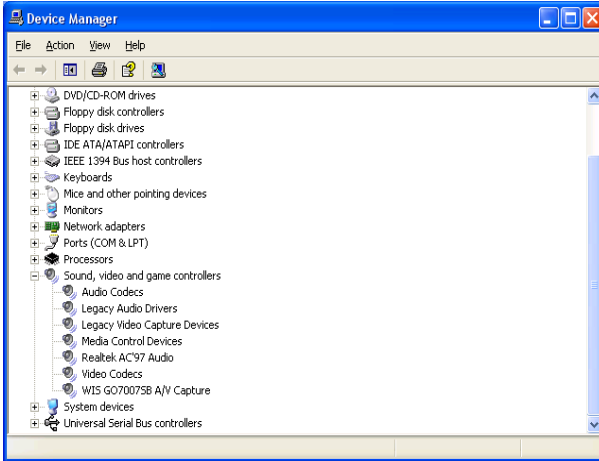 Device Manager
File Action View Help
DVD/CD-ROM drives
Floppy disk controllers
Floppy disk drives
IDE ATA/ATAPI controllers
IEEE 1394 Bus host controllers
Keyboards
Mice and other pointing devices
Monitors
Network adapters
Ports (COM & LPT)
Processors
Sound, video and game controllers
Audio Codecs
Legacy Audio Drivers
Legacy Video Capture Devices
Media Control Devices
Realtek AC'97 Audio
Video Codecs
WIS GO7007SB A/V Capture
System devices
Universal Serial Bus controllers